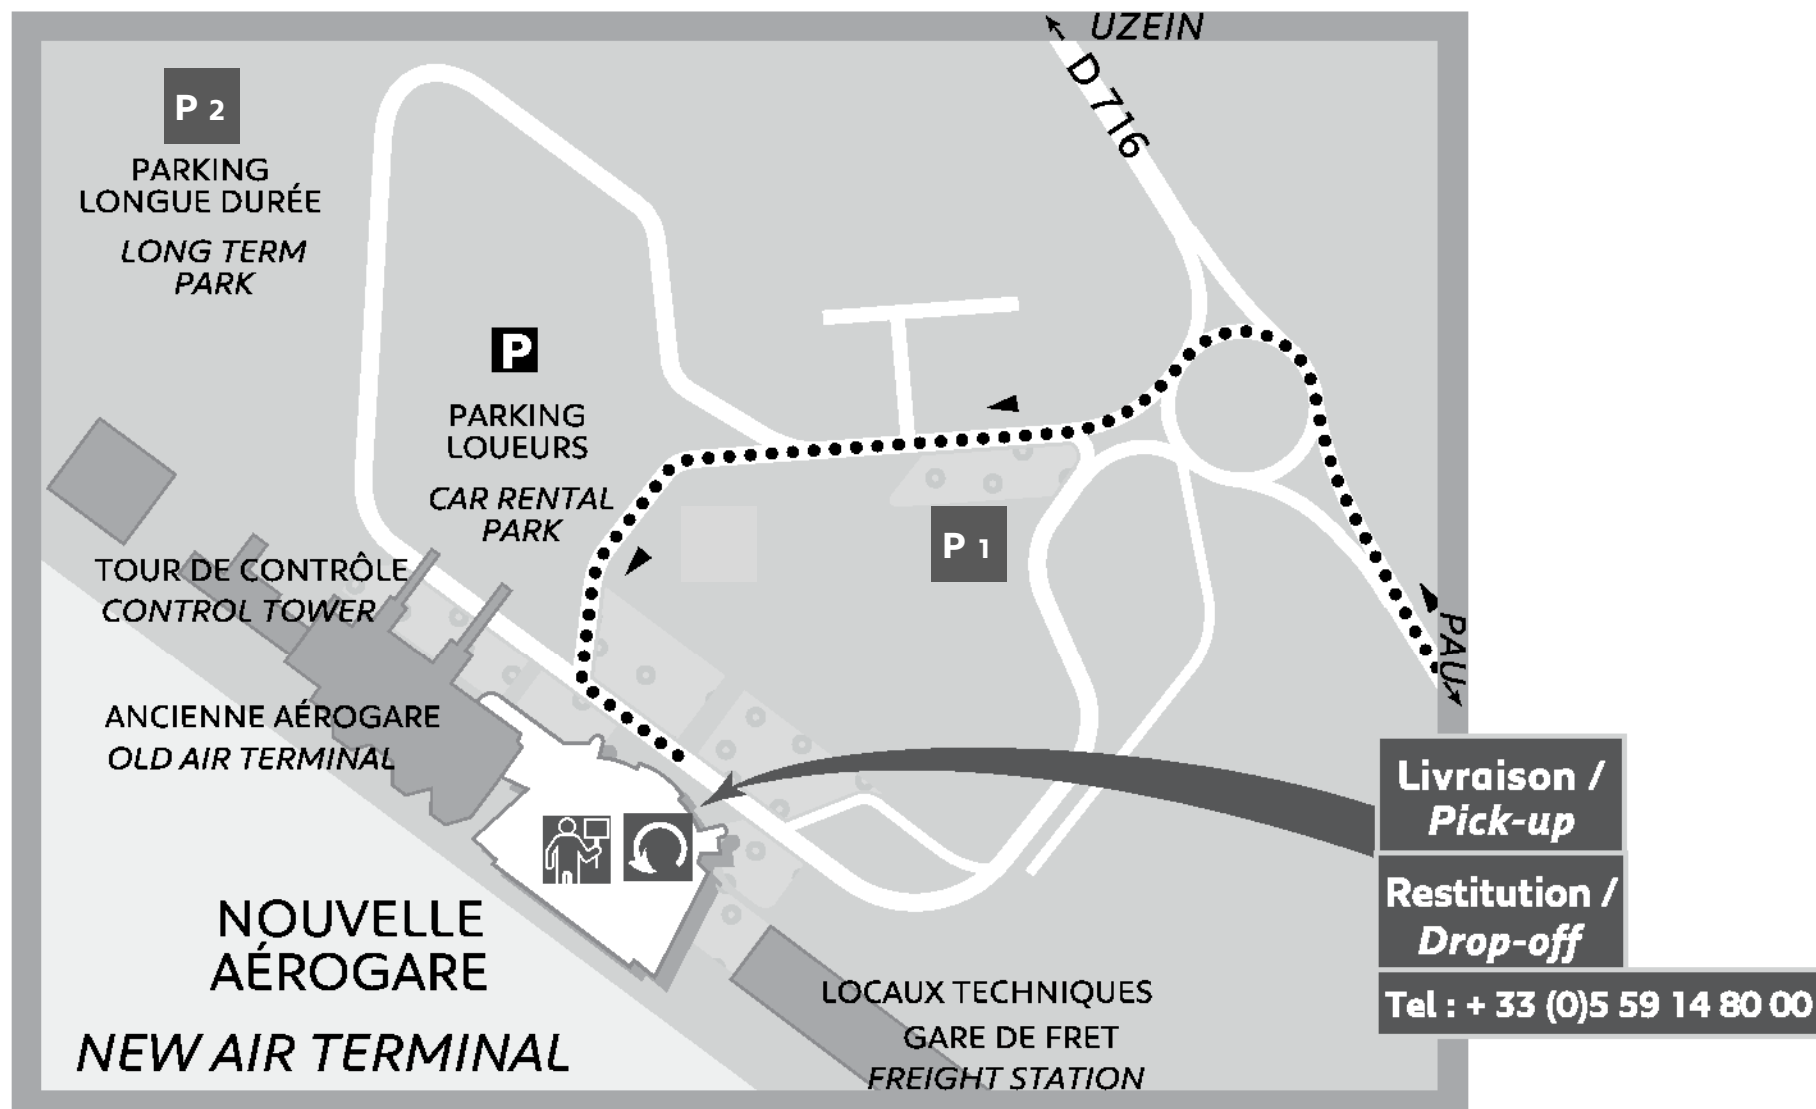 UZEIN
D 716
P 2
PARKING
LONGUE DURÉE
LONG TERM
PARK
P
PARKING
LOUEURS
CAR RENTAL
PARK
P 1
TOUR DE CONTRÔLE
CONTROL TOWER
PAU
ANCIENNE AÉROGARE
OLD AIR TERMINAL
Livraison /
Pick-up
Restitution /
Drop-off
Tel : + 33 (0)5 59 14 80 00
NOUVELLE
AÉROGARE
NEW AIR TERMINAL
LOCAUX TECHNIQUES
GARE DE FRET
FREIGHT STATION